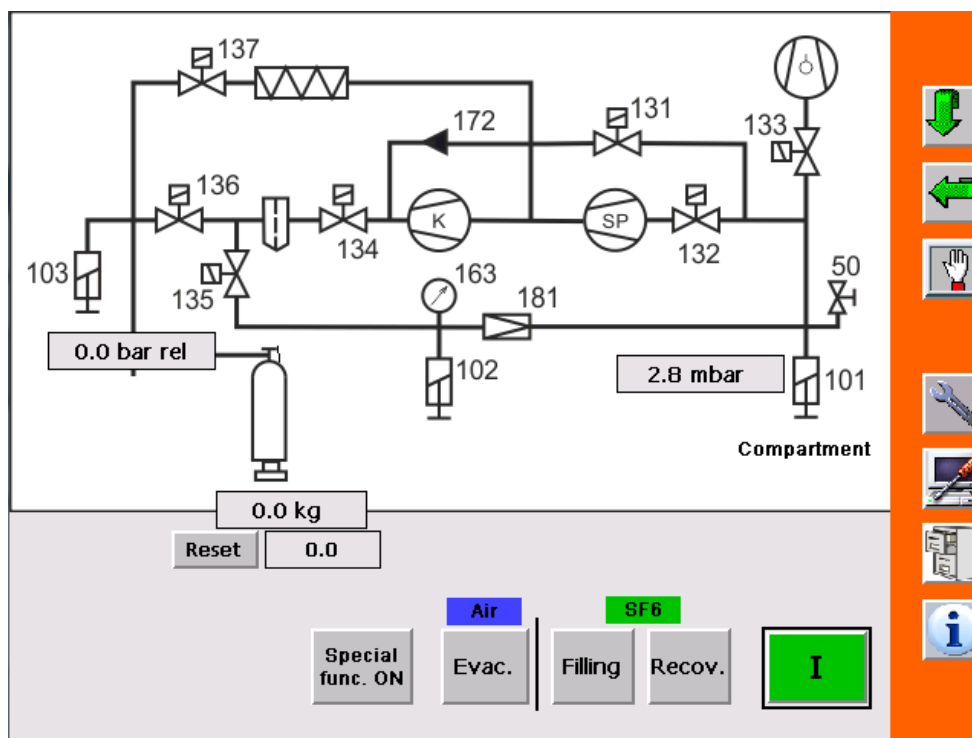 137
172
131
133
136
134
K
SP
132
103
135
163
181
50
0.0 bar rel
102
2.8 mbar
101
Compartment
0.0 kg
Reset
0.0
Air
SF6
Special
func. ON
Evac.
Filling
Recov.
I